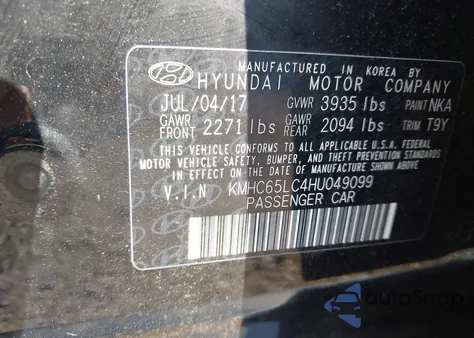 MANUFACTURED IN KOREA BY
HYUNDAI MOTOR COMPANY
JUL/04/17 GVWR 3935 lbs PAINT NKA
GAWR FRONT 2271 lbs GAWR REAR 2094 lbs TRIM T9Y
THIS VEHICLE CONFORMS TO ALL APPLICABLE U.S.A. FEDERAL
MOTOR VEHICLE SAFETY, BUMPER, AND THEFT PREVENTION STANDARDS
IN EFFECT ON THE DATE OF MANUFACTURE SHOWN ABOVE.
V.I.N KMHC65LC4HU049099
PASSENGER CAR
autoSnap